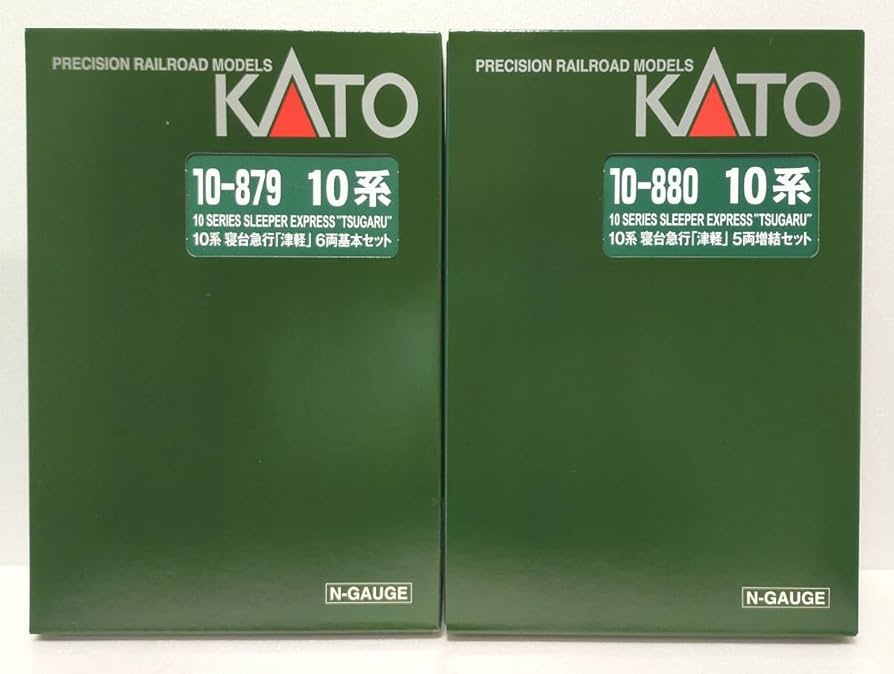 PRECISION RAILROAD MODELS
KATO
10-879 10系
10 SERIES SLEEPER EXPRESS "TSUGARU"
10系 寝台急行「津軽」 6両基本セット
N-GAUGE
PRECISION RAILROAD MODELS
KATO
10-880 10系
10 SERIES SLEEPER EXPRESS "TSUGARU"
10系 寝台急行「津軽」 5両増結セット
N-GAUGE